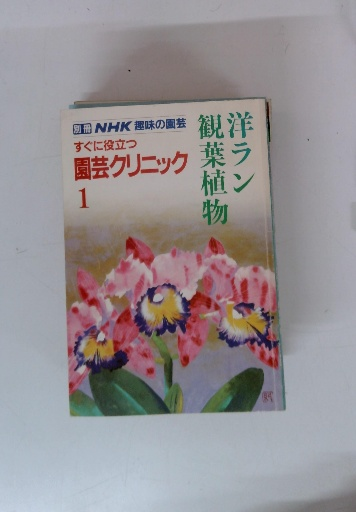 別冊 NHK 趣味の園芸
すぐに役立つ
園芸クリニック
1
洋ラン
観葉植物